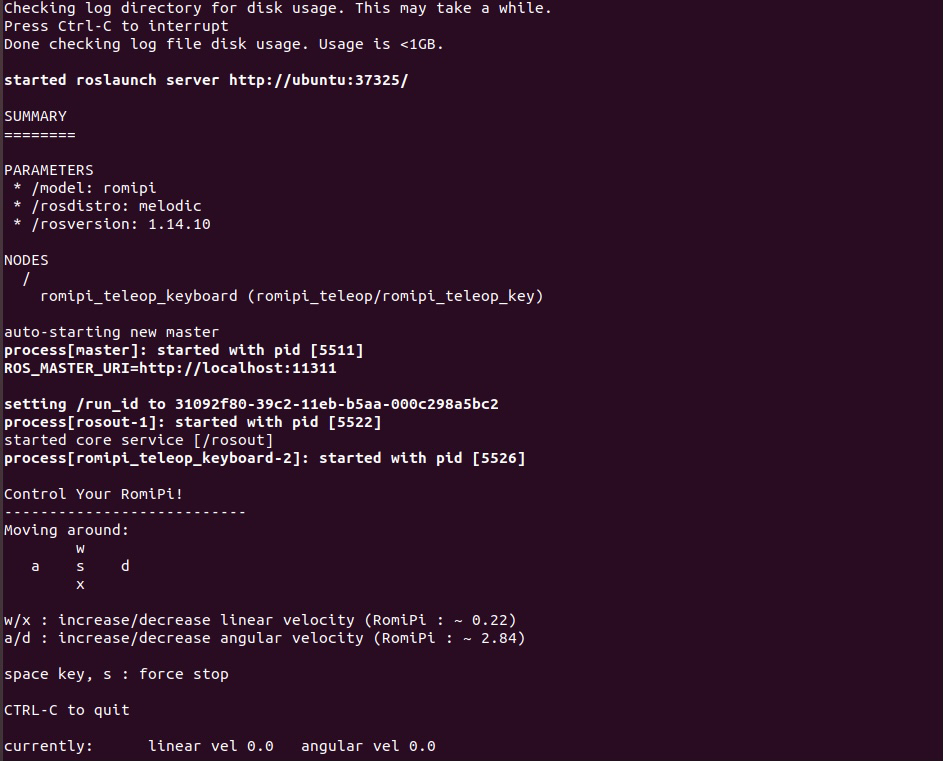 Checking log directory for disk usage. This may take a while.
Press Ctrl-C to interrupt
Done checking log file disk usage. Usage is <1GB.

started roslaunch server http://ubuntu:37325/

SUMMARY
========

PARAMETERS
 * /model: romipi
 * /rosdistro: melodic
 * /rosversion: 1.14.10

NODES
  /
    romipi_teleop_keyboard (romipi_teleop/romipi_teleop_key)

auto-starting new master
process[master]: started with pid [5511]
ROS_MASTER_URI=http://localhost:11311

setting /run_id to 31092f80-39c2-11eb-b5aa-000c298a5bc2
process[rosout-1]: started with pid [5522]
started core service [/rosout]
process[romipi_teleop_keyboard-2]: started with pid [5526]

Control Your RomiPi!
---------------------------
Moving around:
        w
   a    s    d
        x

w/x : increase/decrease linear velocity (RomiPi : ~ 0.22)
a/d : increase/decrease angular velocity (RomiPi : ~ 2.84)

space key, s : force stop

CTRL-C to quit

currently:      linear vel 0.0   angular vel 0.0